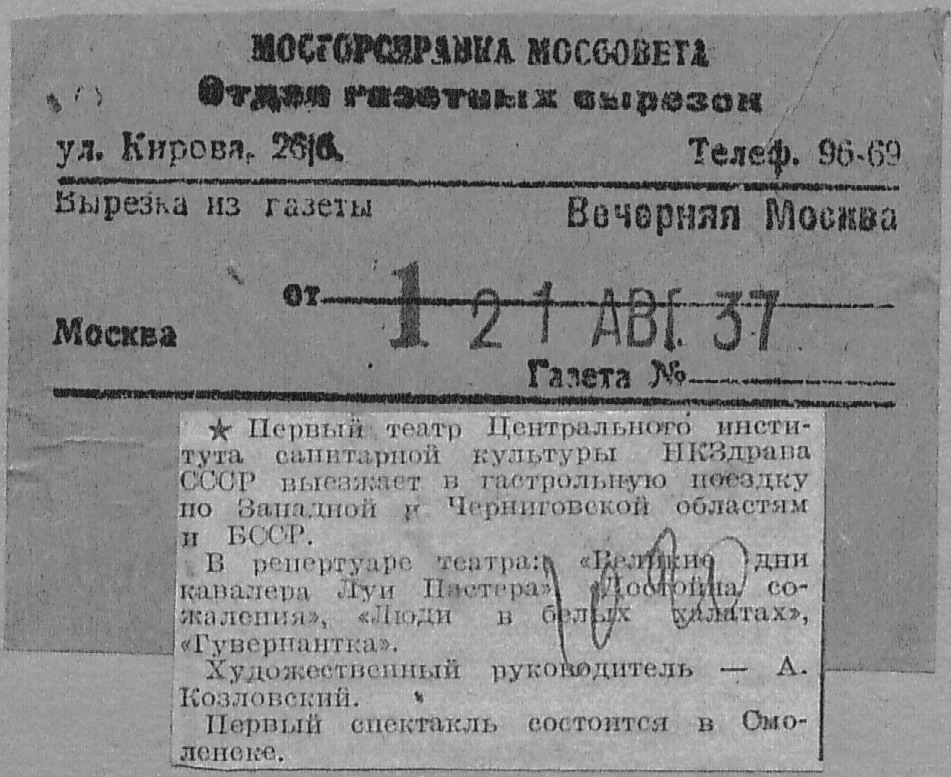 МОСГОРСПРАВКА МОССОВЕТА
Отдел газетных вырезок
ул. Кирова, 26/б. Телеф. 96-69
Вырезка из газеты Вечерняя Москва
от 1 21 АВГ. 37
Москва
Газета №
★ Первый театр Центрального инсти-
тута санитарной культуры НКЗдрава
СССР выезжает в гастрольную поездку
по Западной и Черниговской областям
и БССР.
В репертуаре театра: «Великие дни
кавалера Луи Пастера», «Достойна со-
жаления», «Люди в белых халатах»,
«Гувернантка».
Художественный руководитель — А.
Козловский.
Первый спектакль состоится в Смо-
ленске.